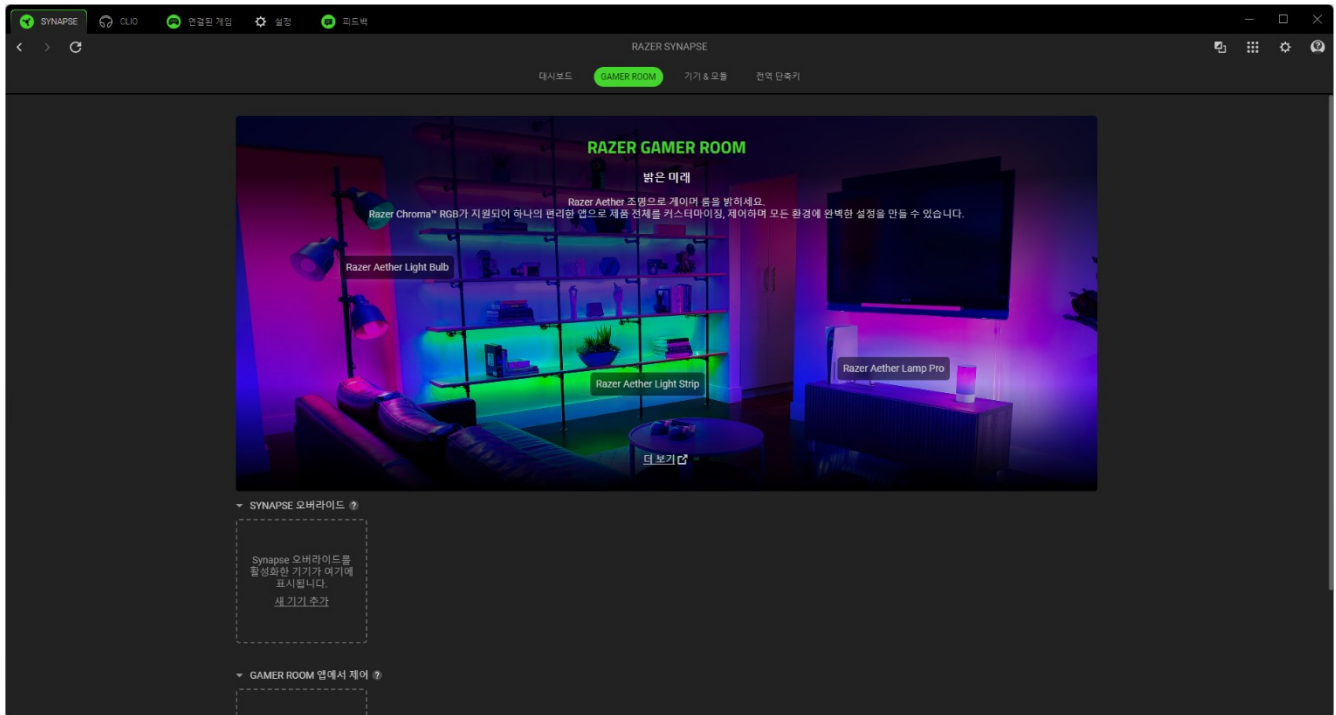 SYNAPSE
CLIO
연결된 게임
설정
피드백
RAZER SYNAPSE
대시보드
GAMER ROOM
기기 & 모듈
전역 단축키
RAZER GAMER ROOM
밝은 미래
Razer Aether 조명으로 게이머 룸을 밝히세요.
Razer Chroma™ RGB가 지원되어 하나의 편리한 앱으로 제품 전체를 커스터마이징, 제어하며 모든 환경에 완벽한 설정을 만들 수 있습니다.
Razer Aether Light Bulb
Razer Aether Lamp Pro
Razer Aether Light Strip
더 보기
SYNAPSE 오버라이드 ?
Synapse 오버라이드를
활성화한 기기가 여기에
표시됩니다.
새 기기 추가
GAMER ROOM 앱에서 제어 ?